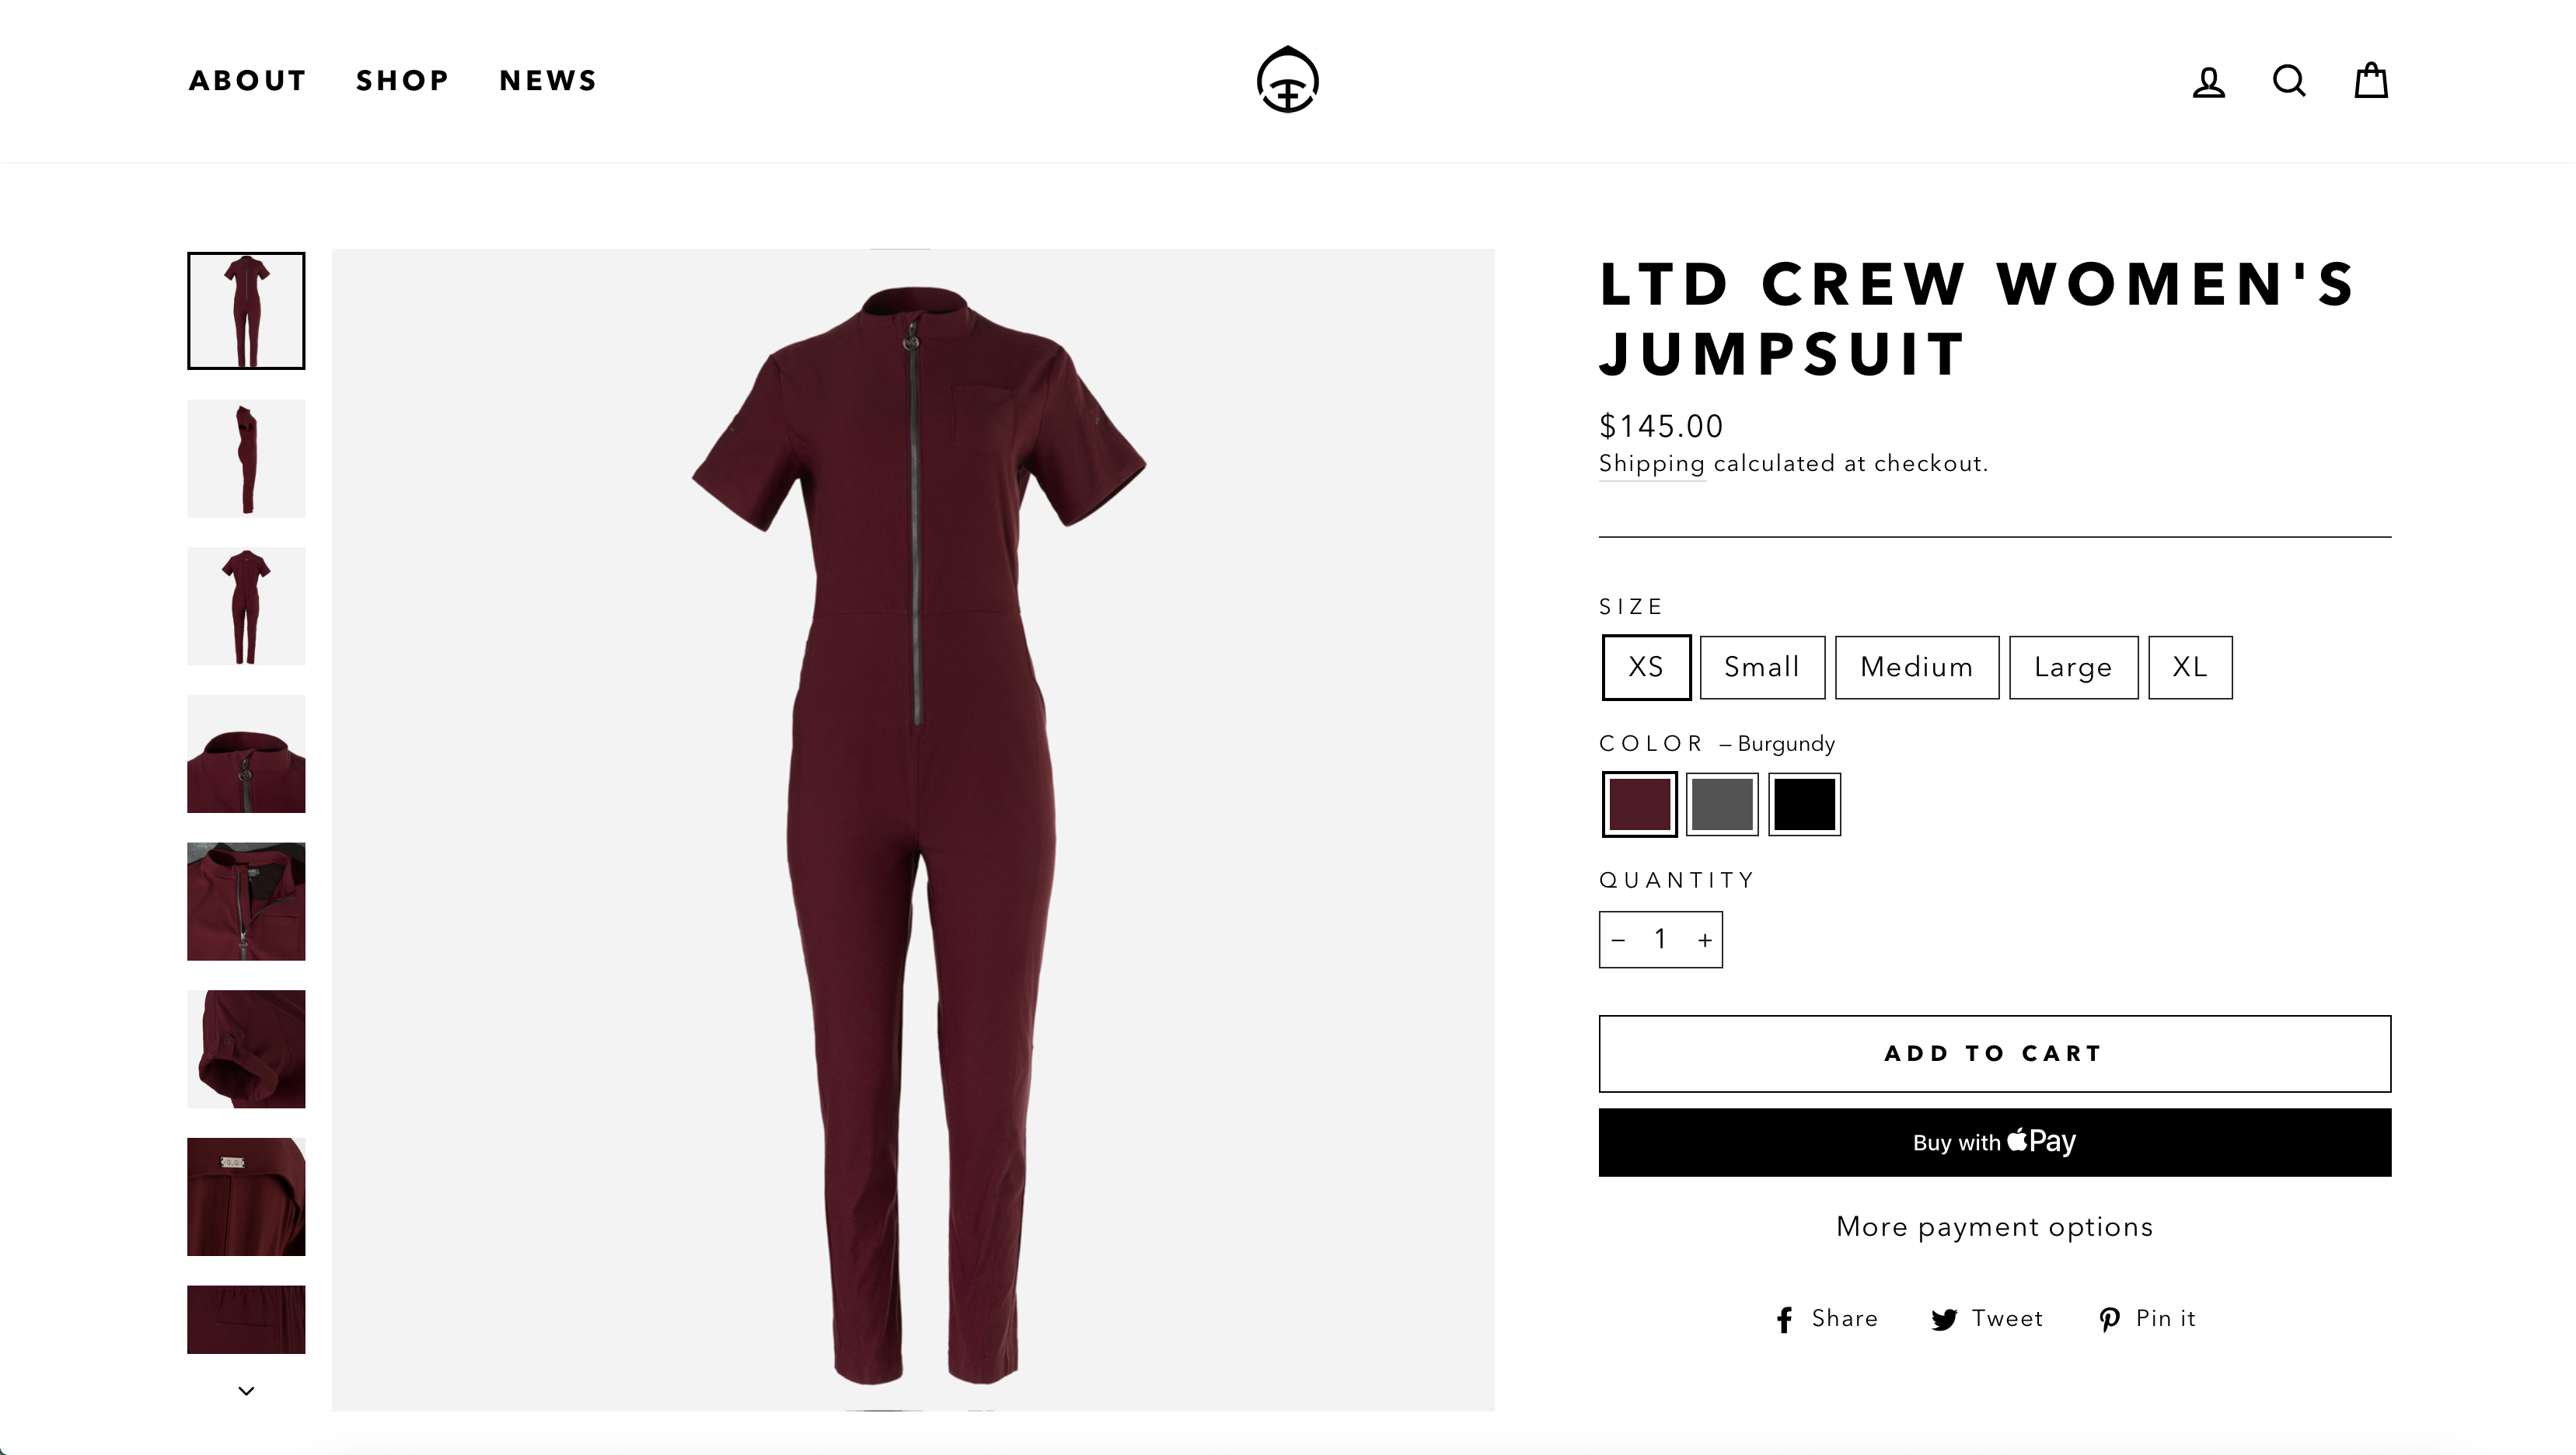 ABOUT SHOP NEWS
LTD CREW WOMEN'S
JUMPSUIT
$145.00
Shipping calculated at checkout.
SIZE
XS Small Medium Large XL
COLOR – Burgundy
QUANTITY
− 1 +
ADD TO CART
Buy with Pay
More payment options
Share Tweet Pin it